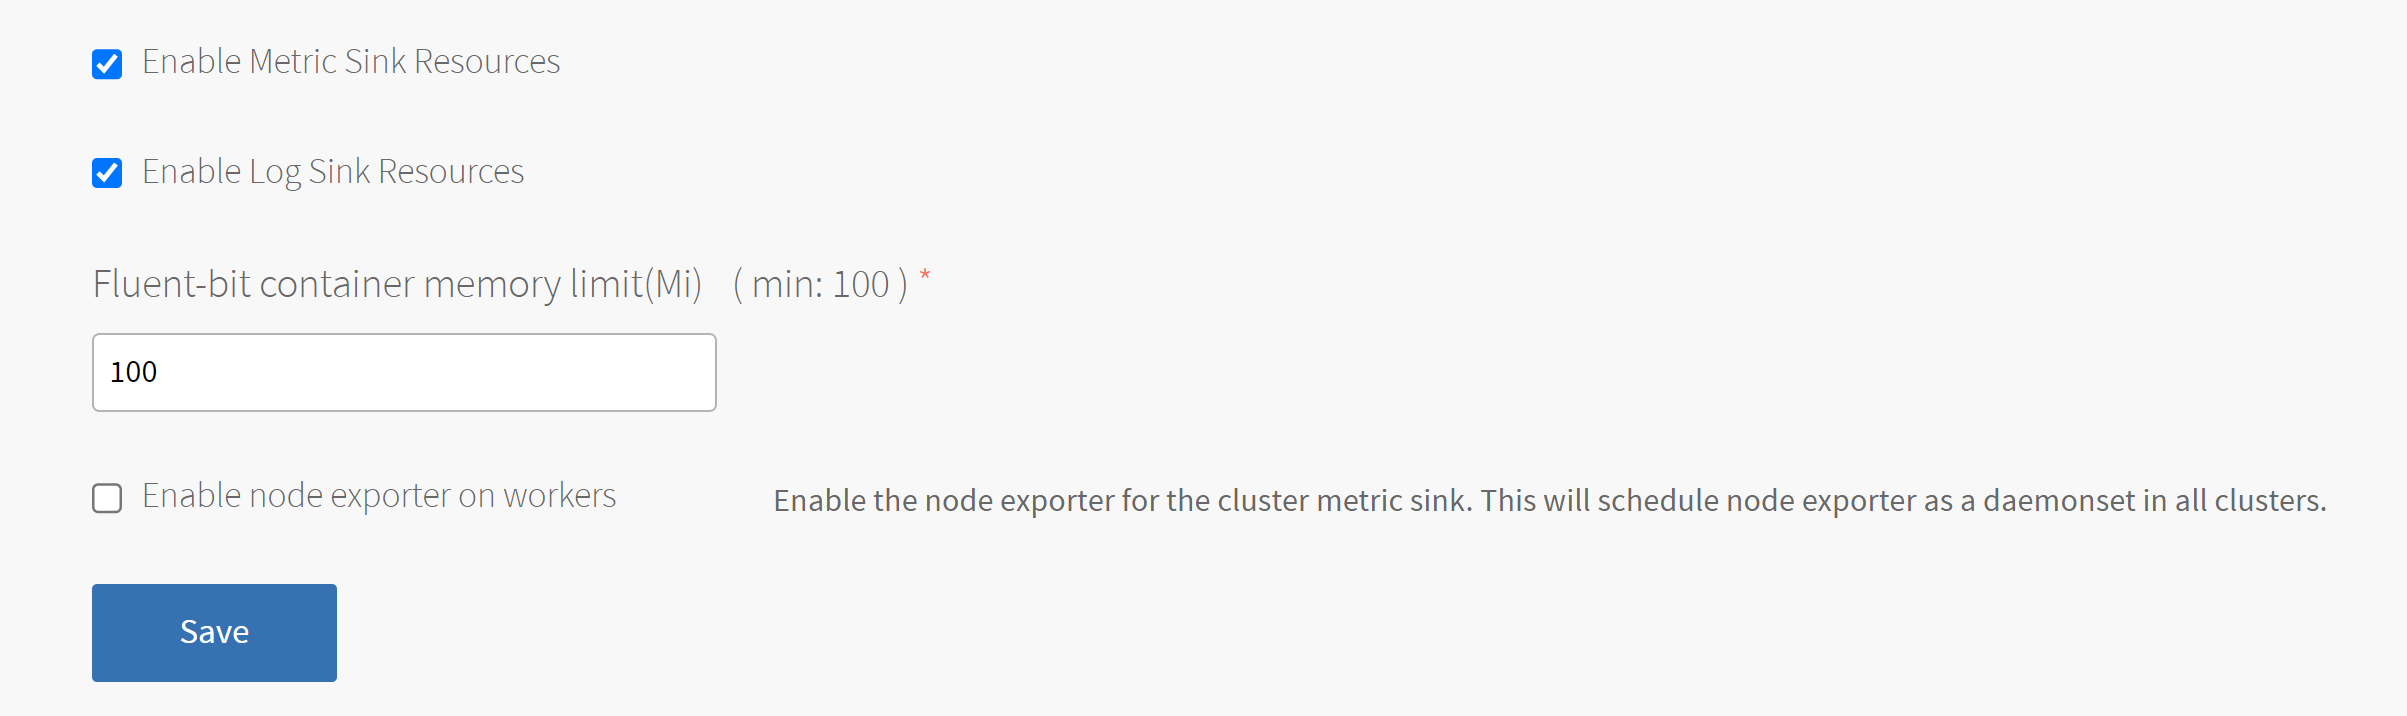 Enable Metric Sink Resources
Enable Log Sink Resources
Fluent-bit container memory limit(Mi) ( min: 100 ) *
100
Enable node exporter on workers Enable the node exporter for the cluster metric sink. This will schedule node exporter as a daemonset in all clusters.
Save